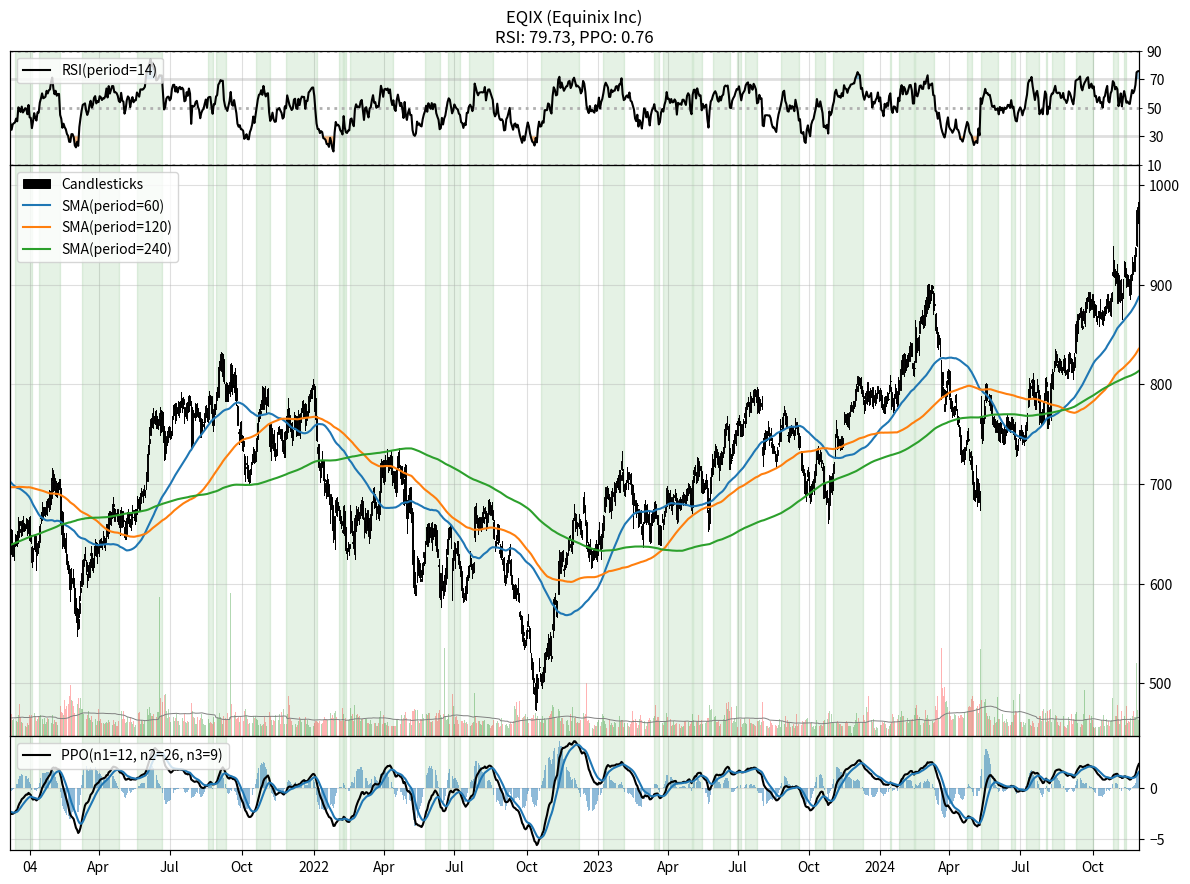 EQIX (Equinix Inc)
RSI: 79.73, PPO: 0.76
RSI(period=14)
90
70
50
30
10
Candlesticks
SMA(period=60)
SMA(period=120)
SMA(period=240)
1000
900
800
700
600
500
PPO(n1=12, n2=26, n3=9)
0
−5
04 Apr Jul Oct 2022 Apr Jul Oct 2023 Apr Jul Oct 2024 Apr Jul Oct